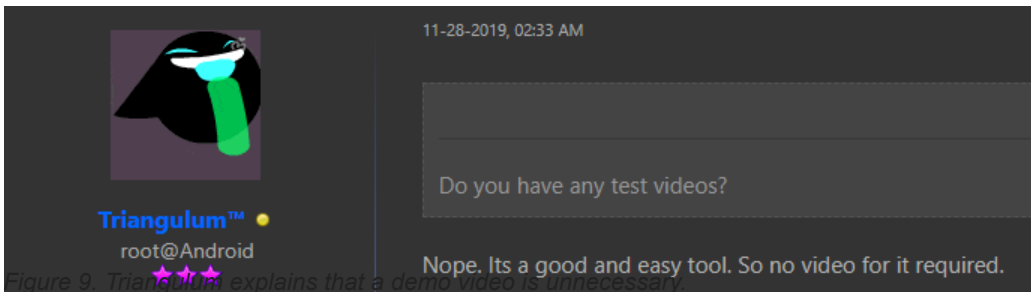 11-28-2019, 02:33 AM
Do you have any test videos?
Triangulum™
root@Android
Nope. Its a good and easy tool. So no video for it required.
Figure 9. Triangulum explains that a demo video is unnecessary.